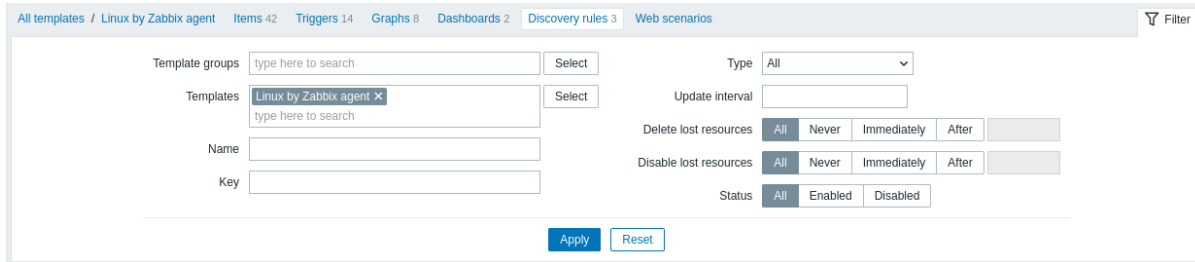 All templates / Linux by Zabbix agent Items 42 Triggers 14 Graphs 8 Dashboards 2 Discovery rules 3 Web scenarios Filter
Template groups type here to search Select Type All
Templates Linux by Zabbix agent × Select Update interval
type here to search
Delete lost resources All Never Immediately After
Name
Disable lost resources All Never Immediately After
Key
Status All Enabled Disabled
Apply Reset